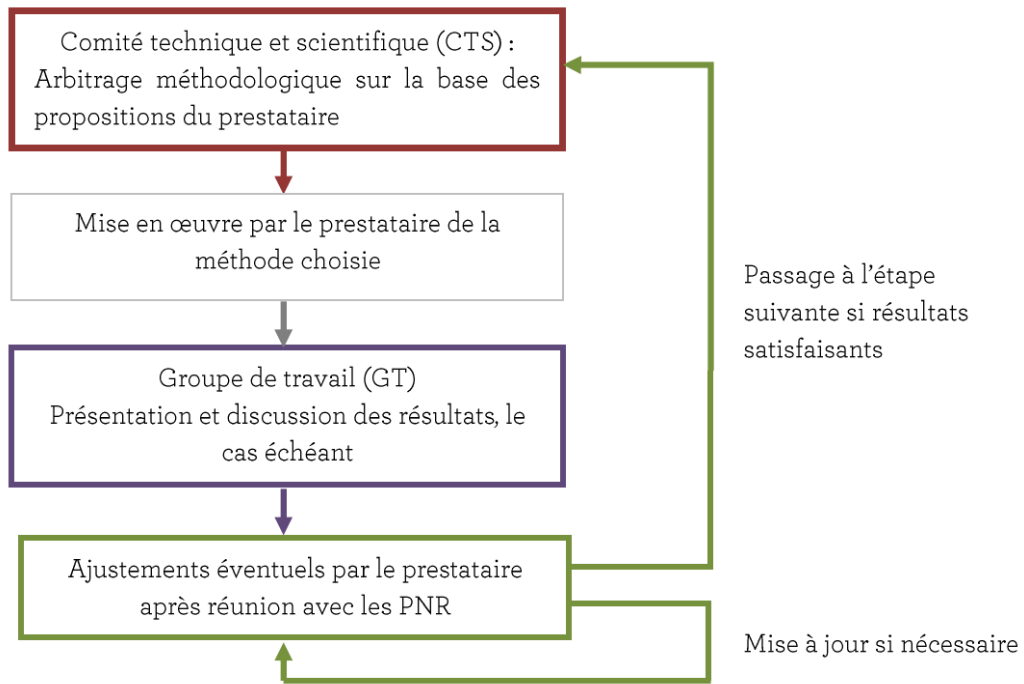 Comité technique et scientifique (CTS) :
Arbitrage méthodologique sur la base des
propositions du prestataire
Mise en œuvre par le prestataire de la
méthode choisie
Groupe de travail (GT)
Présentation et discussion des résultats, le
cas échéant
Ajustements éventuels par le prestataire
après réunion avec les PNR
Passage à l’étape
suivante si résultats
satisfaisants
Mise à jour si nécessaire